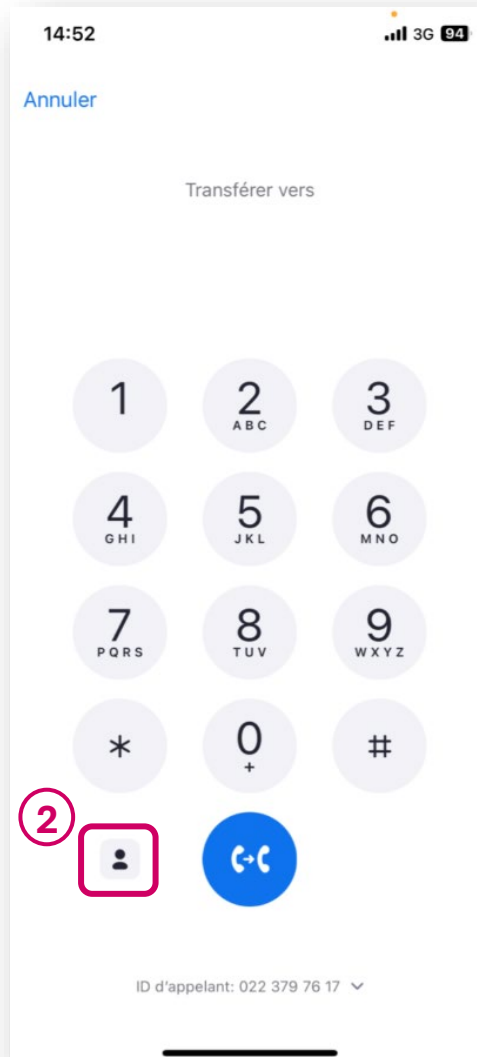 14:52 3G 94
Annuler
Transférer vers
1 2 3
ABC DEF
4 5 6
GHI JKL MNO
7 8 9
PQRS TUV WXYZ
* 0 #
+
2
ID d'appelant: 022 379 76 17